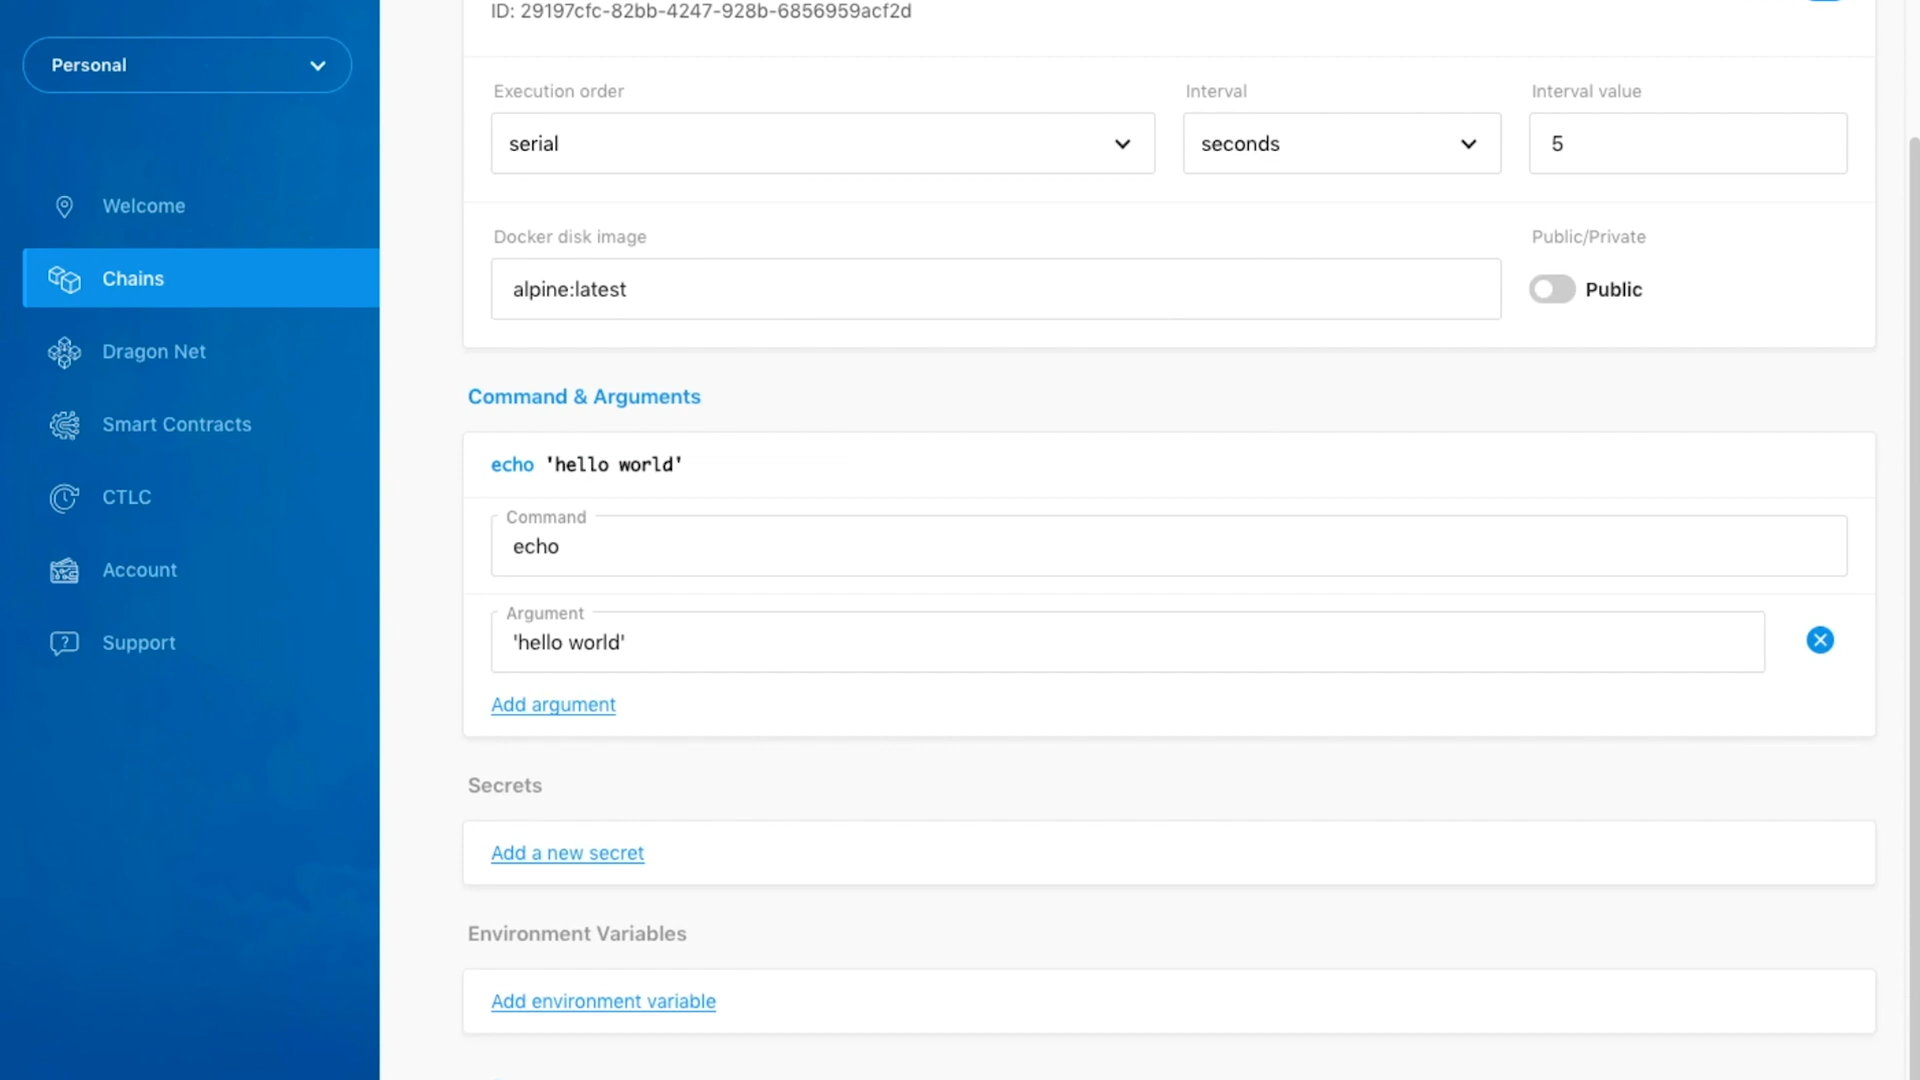 Personal
Welcome
Chains
Dragon Net
Smart Contracts
CTLC
Account
Support
ID: 29197cfc-82bb-4247-928b-6856959acf2d
Execution order
Interval
Interval value
serial
seconds
5
Docker disk image
Public/Private
alpine:latest
Public
Command & Arguments
echo 'hello world'
Command
echo
Argument
'hello world'
Add argument
Secrets
Add a new secret
Environment Variables
Add environment variable